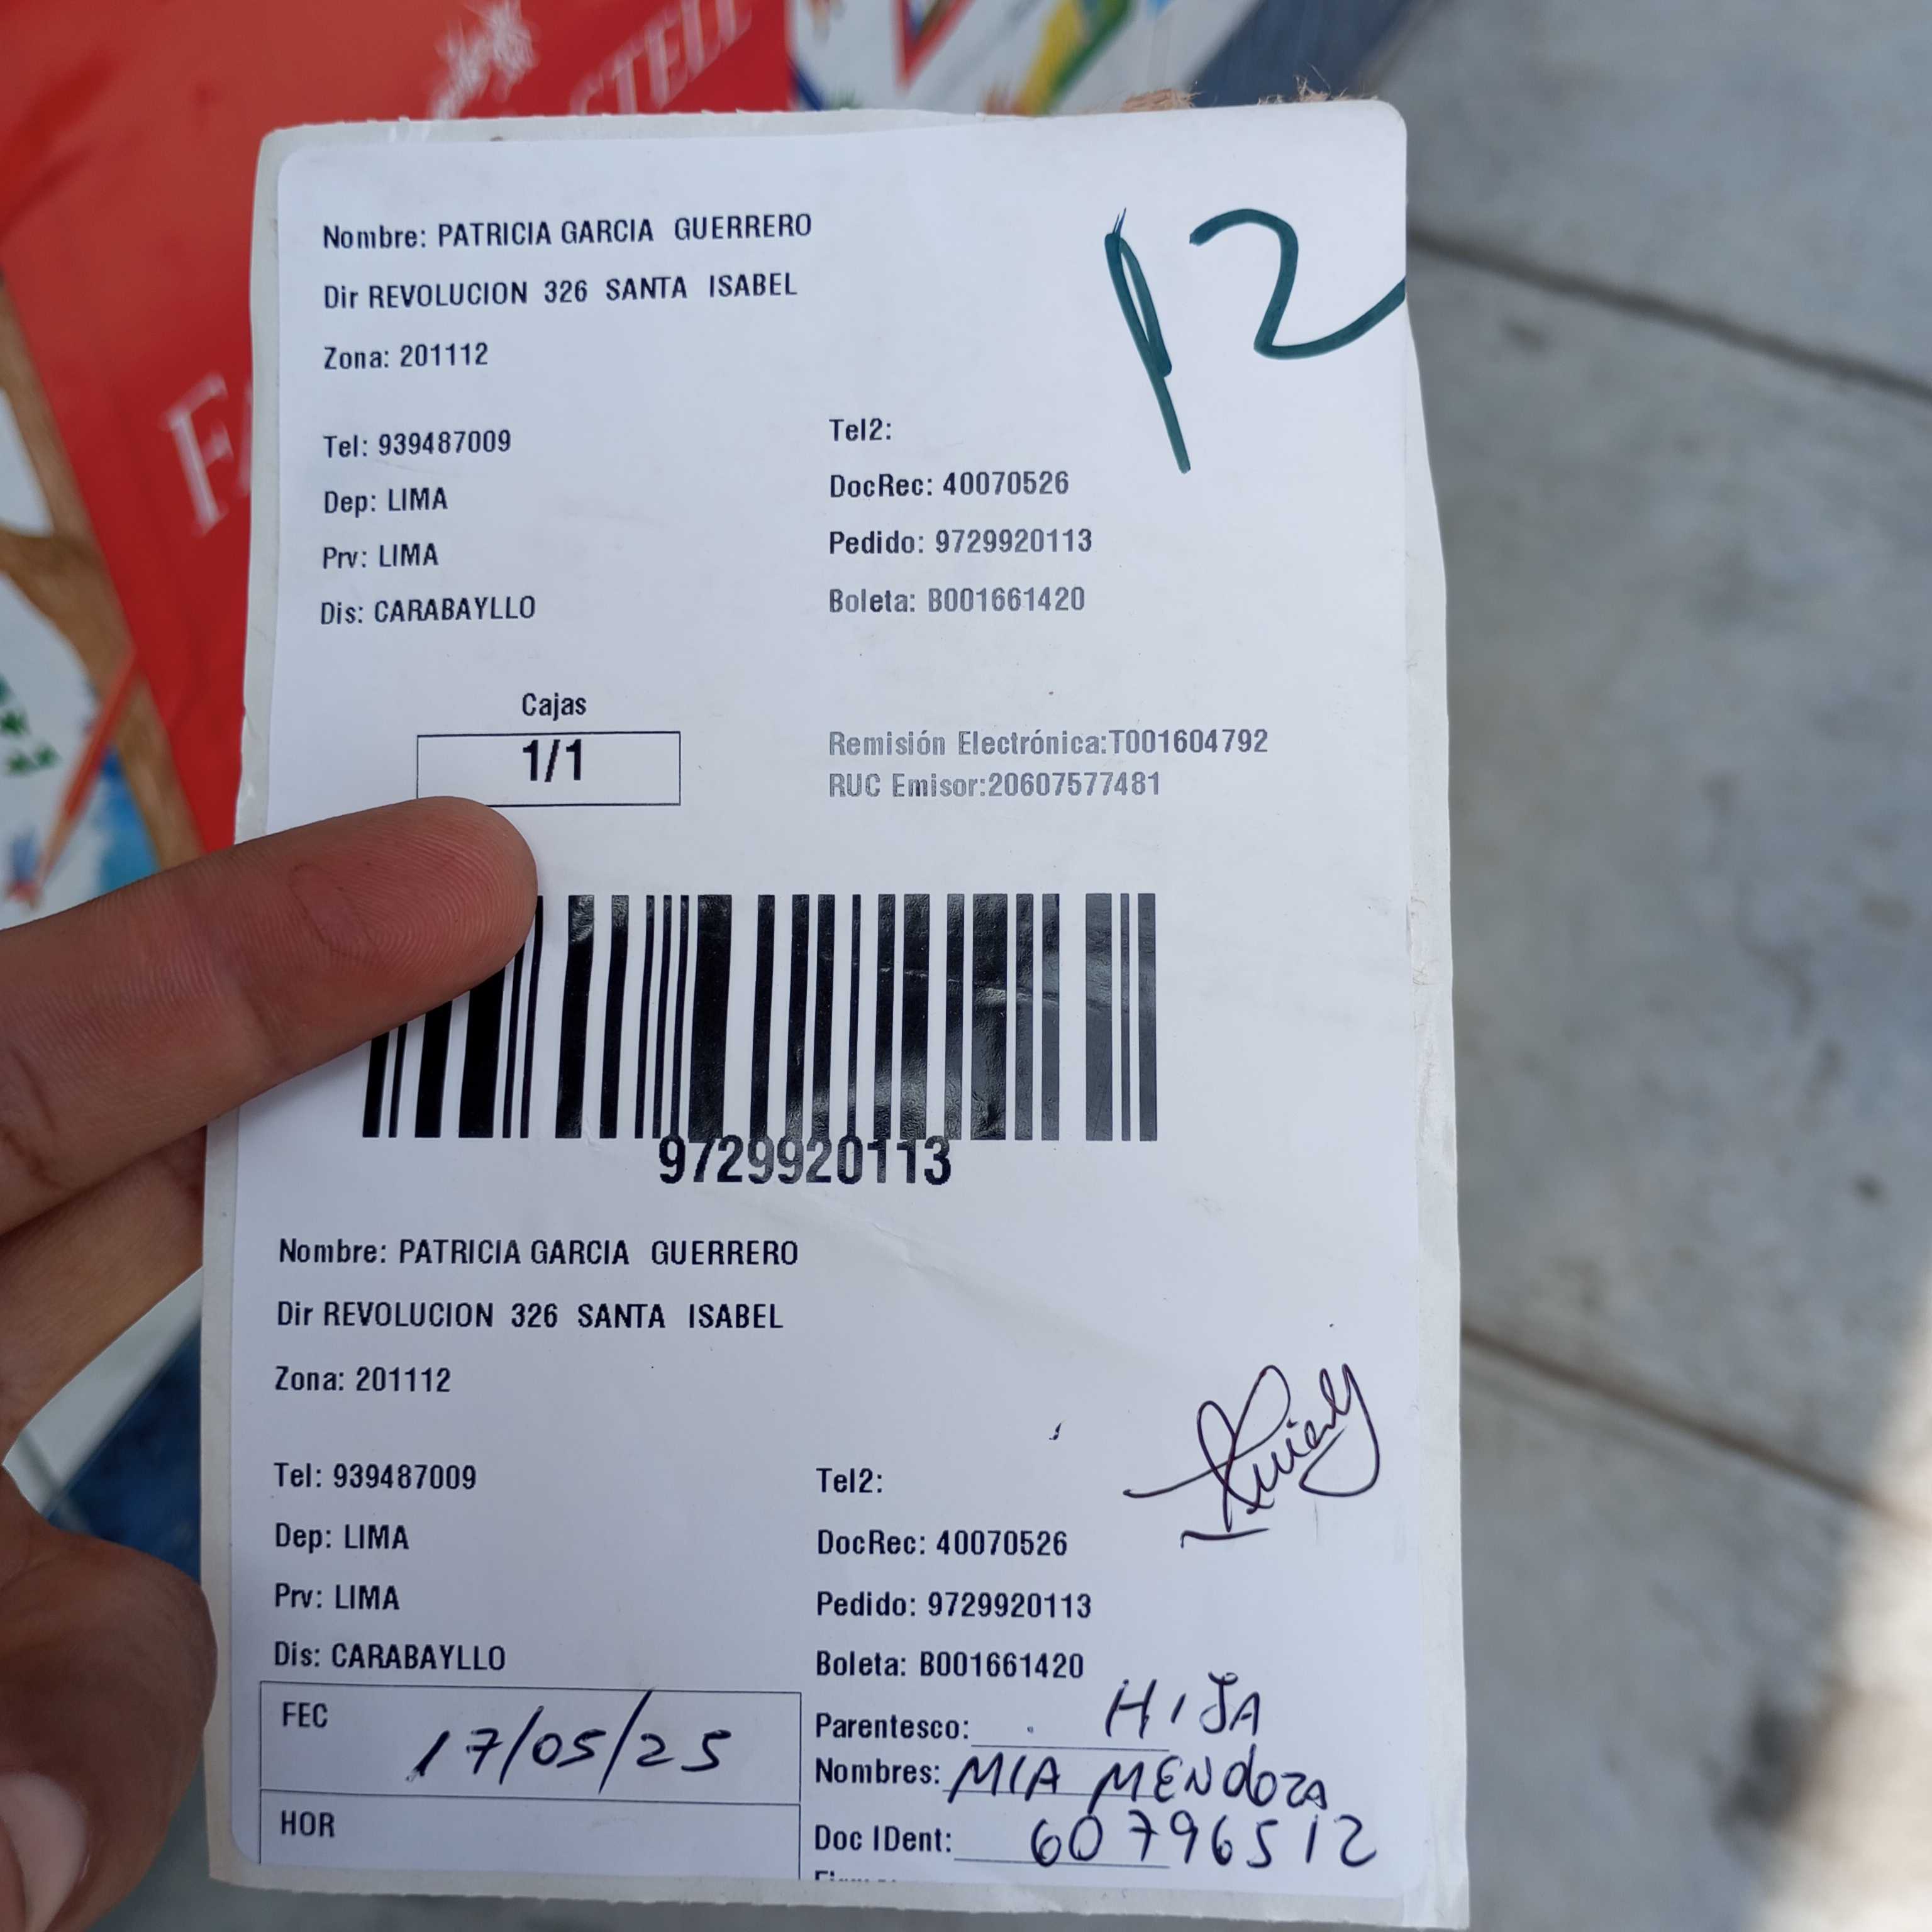 STELL
FA
12
Nombre: PATRICIA GARCIA GUERRERO
Dir REVOLUCION 326 SANTA ISABEL
Zona: 201112
Tel: 939487009
Tel2:
Dep: LIMA
DocRec: 40070526
Prv: LIMA
Pedido: 9729920113
Dis: CARABAYLLO
Boleta: B001661420
Cajas
1/1
Remisión Electrónica:T001604792
RUC Emisor:20607577481
9729920113
Nombre: PATRICIA GARCIA GUERRERO
Dir REVOLUCION 326 SANTA ISABEL
Zona: 201112
Tel: 939487009
Tel2:
Dep: LIMA
DocRec: 40070526
Prv: LIMA
Pedido: 9729920113
Dis: CARABAYLLO
Boleta: B001661420
FEC 17/05/25
Parentesco: HIJA
Nombres: MIA MENDOZA
HOR
Doc IDent: 60796512